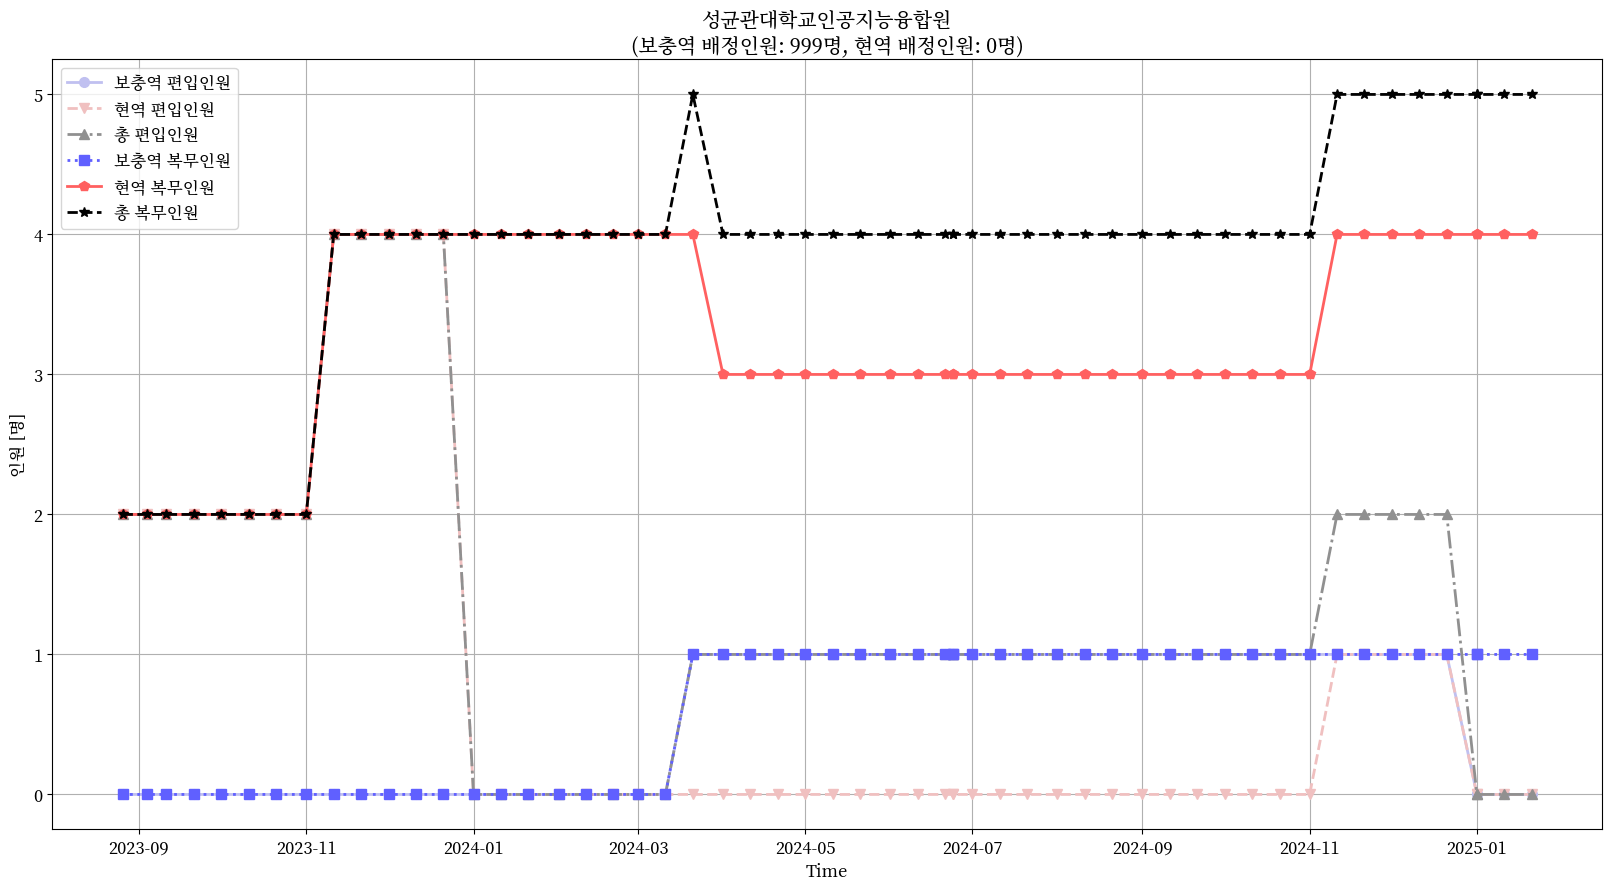 성균관대학교인공지능융합원
(보충역 배정인원: 999명, 현역 배정인원: 0명)
보충역 편입인원
현역 편입인원
총 편입인원
보충역 복무인원
현역 복무인원
총 복무인원
인원 [명]
5
4
3
2
1
0
2023-09
2023-11
2024-01
2024-03
2024-05
2024-07
2024-09
2024-11
2025-01
Time